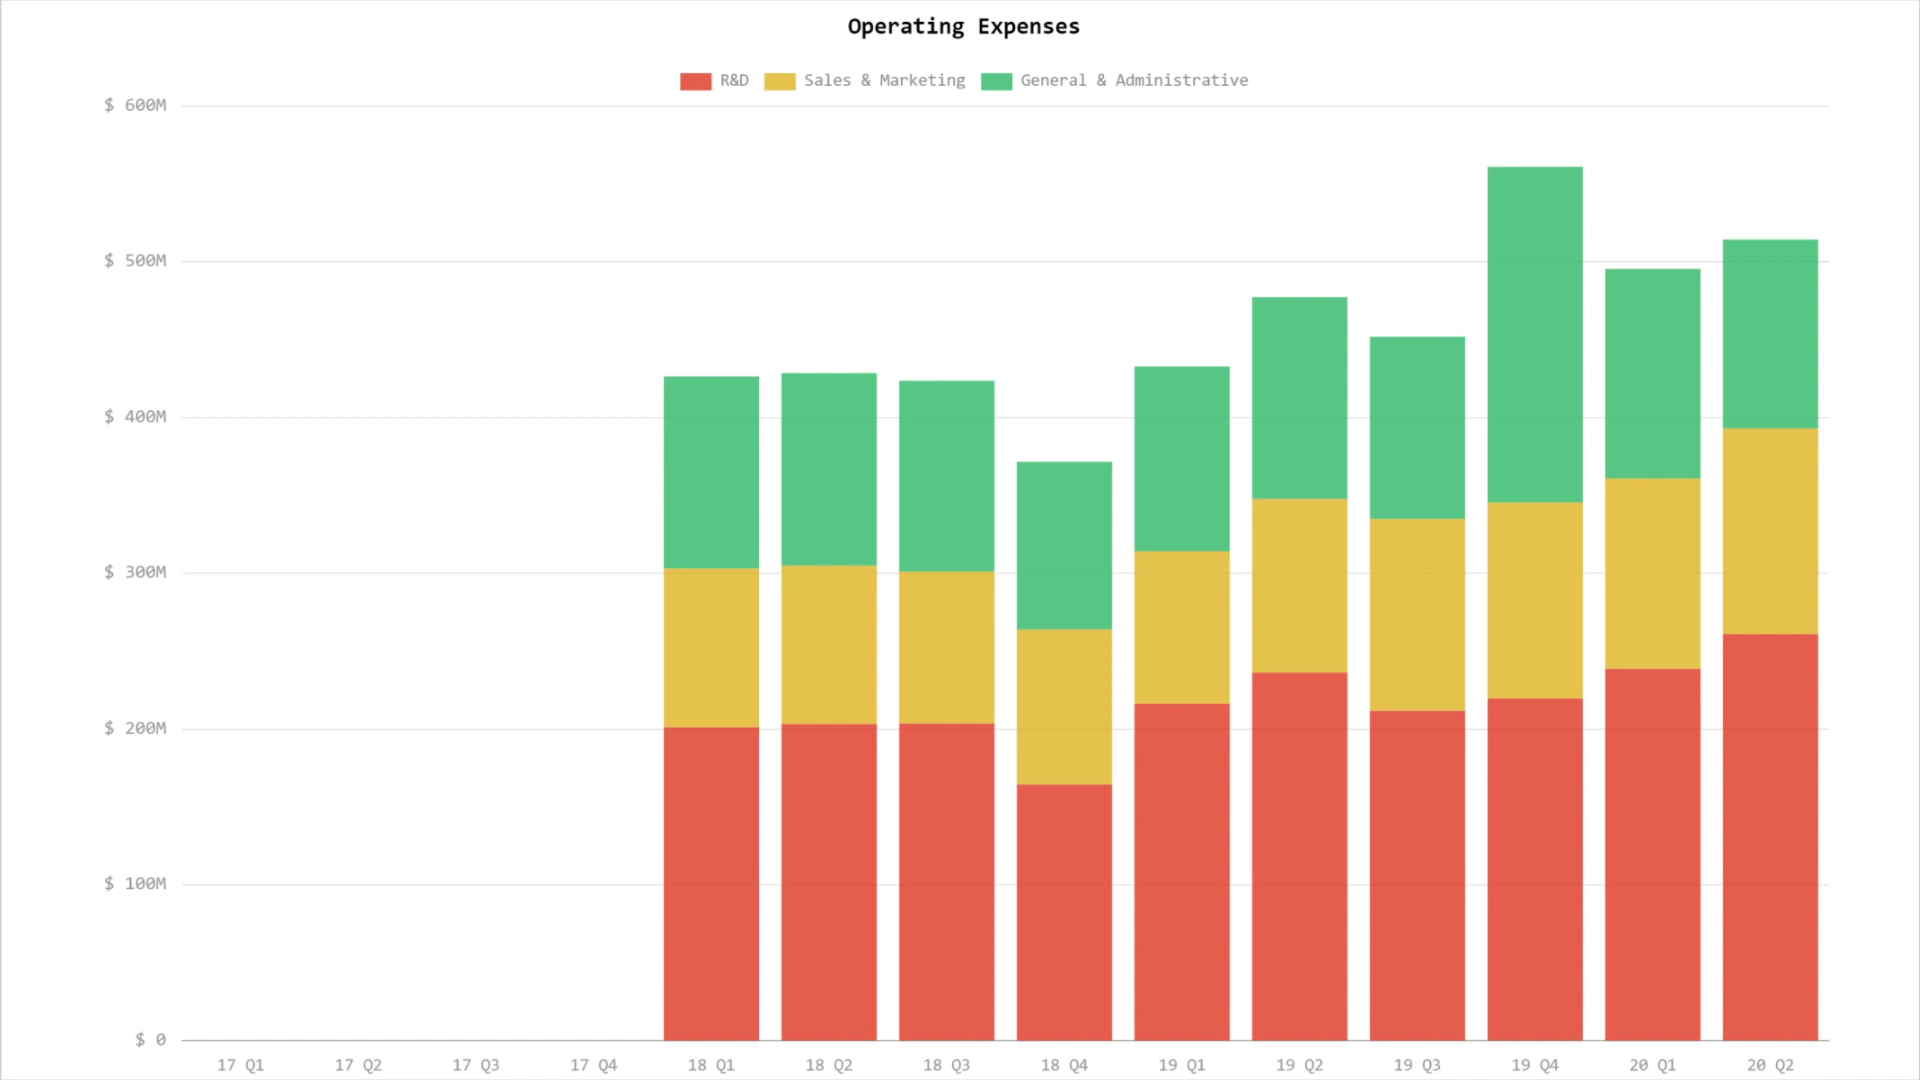 Operating Expenses
R&D Sales & Marketing General & Administrative
$ 600M
$ 500M
$ 400M
$ 300M
$ 200M
$ 100M
$ 0
17 Q1 17 Q2 17 Q3 17 Q4 18 Q1 18 Q2 18 Q3 18 Q4 19 Q1 19 Q2 19 Q3 19 Q4 20 Q1 20 Q2